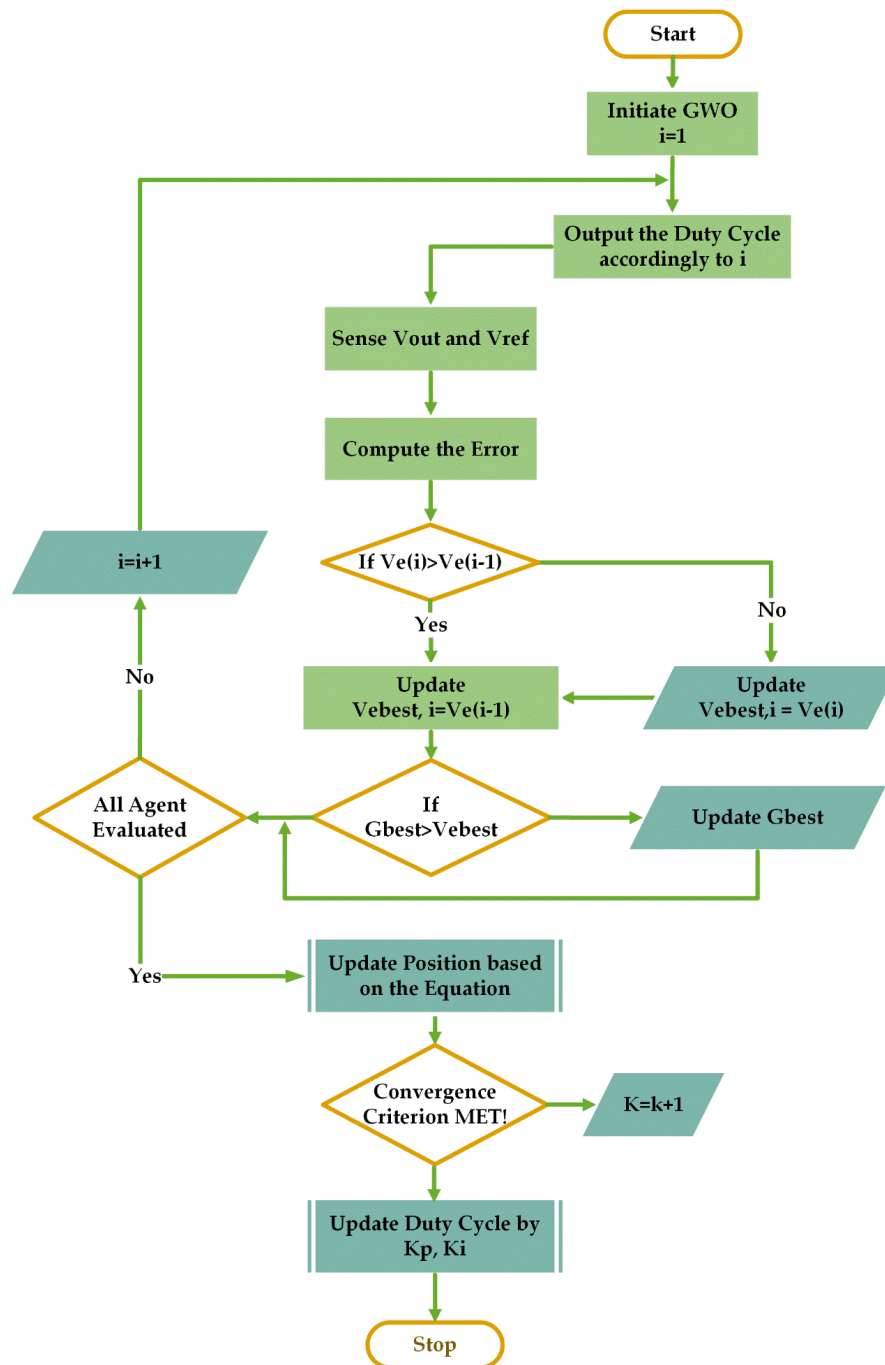 Start
Initiate GWO
i=1
Output the Duty Cycle
accordingly to i
Sense Vout and Vref
Compute the Error
If Ve(i)>Ve(i-1)
i=i+1
No
Yes
Update
Vebest, i=Ve(i-1)
Update
Vebest,i = Ve(i)
No
All Agent
Evaluated
If
Gbest>Vebest
Update Gbest
Yes
Update Position based
on the Equation
Convergence
Criterion MET!
K=k+1
Update Duty Cycle by
Kp, Ki
Stop